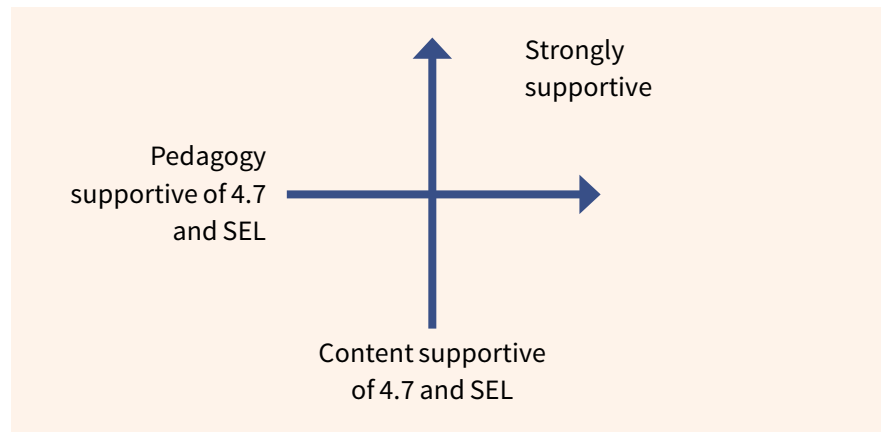 Strongly
supportive
Pedagogy
supportive of 4.7
and SEL
Content supportive
of 4.7 and SEL